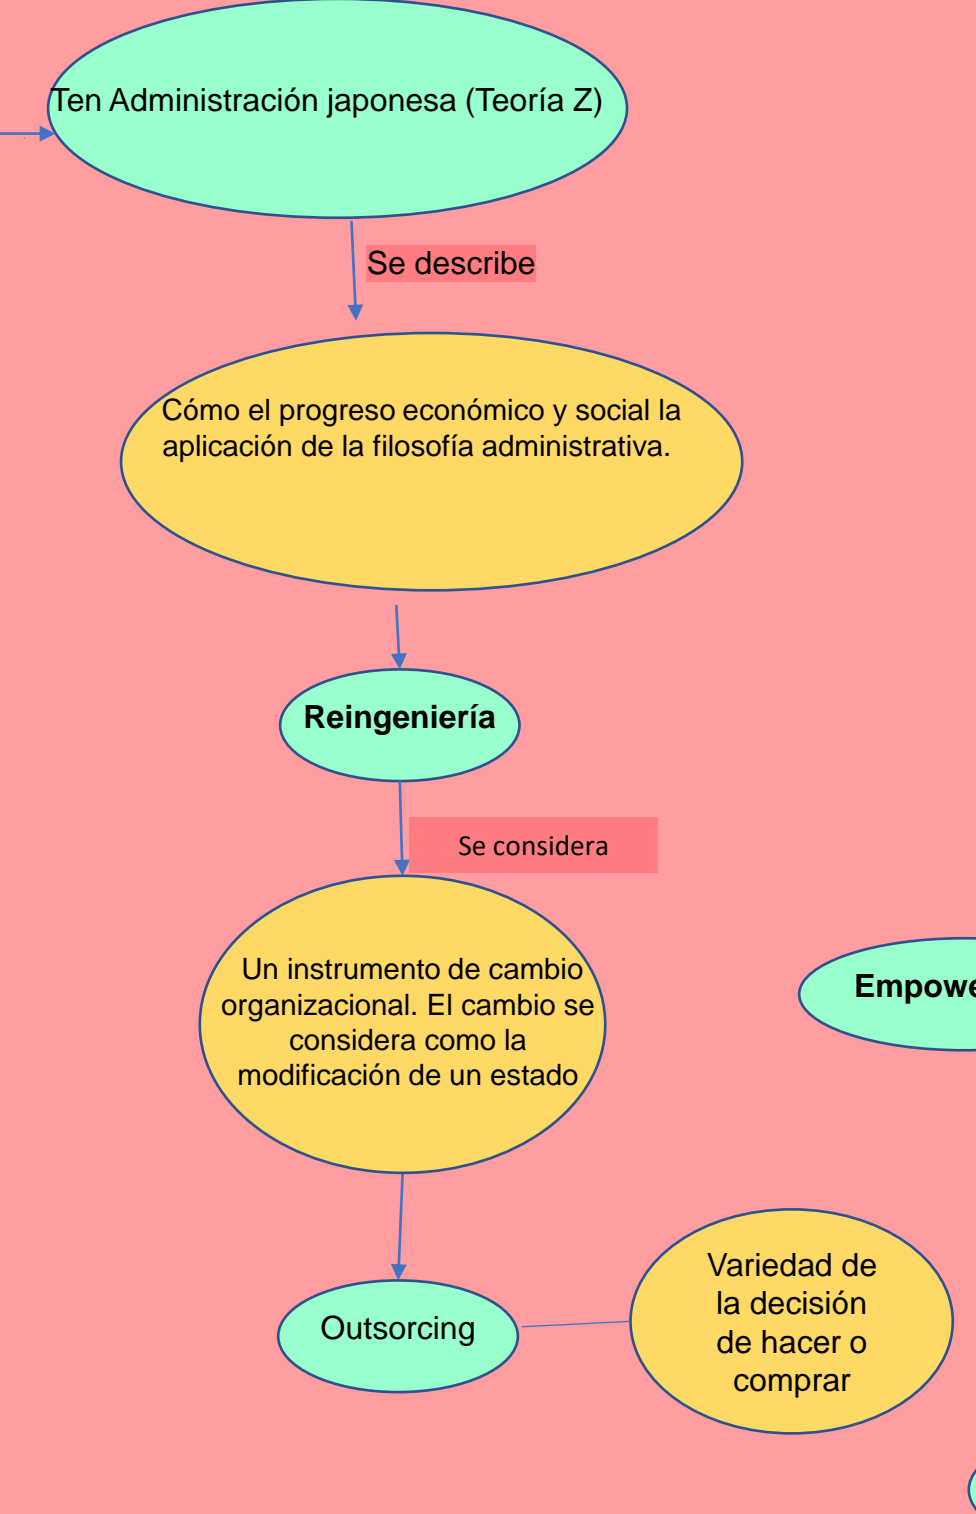 Ten Administración japonesa (Teoría Z)
Se describe
Cómo el progreso económico y social la
aplicación de la filosofía administrativa.
Reingeniería
Se considera
Un instrumento de cambio
organizacional. El cambio se
considera como la
modificación de un estado
Empowe
Outsorcing
Variedad de
la decisión
de hacer o
comprar